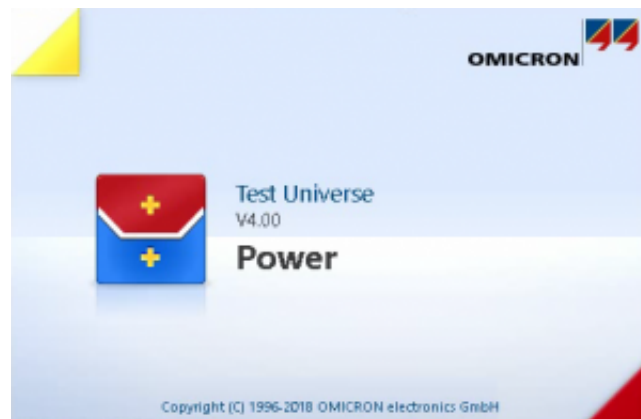 OMICRON
Test Universe
V4.00
Power
Copyright (C) 1996-2018 OMICRON electronics GmbH